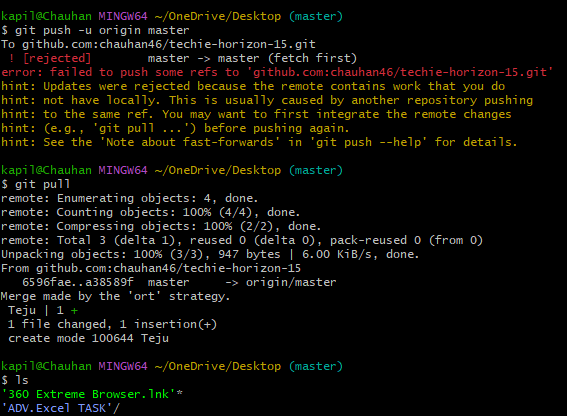 kapil@Chauhan MINGW64 ~/OneDrive/Desktop (master)
$ git push -u origin master
To github.com:chauhan46/techie-horizon-15.git
 ! [rejected]        master -> master (fetch first)
error: failed to push some refs to 'github.com:chauhan46/techie-horizon-15.git'
hint: Updates were rejected because the remote contains work that you do
hint: not have locally. This is usually caused by another repository pushing
hint: to the same ref. You may want to first integrate the remote changes
hint: (e.g., 'git pull ...') before pushing again.
hint: See the 'Note about fast-forwards' in 'git push --help' for details.
kapil@Chauhan MINGW64 ~/OneDrive/Desktop (master)
$ git pull
remote: Enumerating objects: 4, done.
remote: Counting objects: 100% (4/4), done.
remote: Compressing objects: 100% (2/2), done.
remote: Total 3 (delta 1), reused 0 (delta 0), pack-reused 0 (from 0)
Unpacking objects: 100% (3/3), 947 bytes | 6.00 KiB/s, done.
From github.com:chauhan46/techie-horizon-15
   6596fae..a38589f  master     -> origin/master
Merge made by the 'ort' strategy.
 Teju | 1 +
 1 file changed, 1 insertion(+)
 create mode 100644 Teju
kapil@Chauhan MINGW64 ~/OneDrive/Desktop (master)
$ ls
'360 Extreme Browser.lnk'*
'ADV.Excel TASK'/